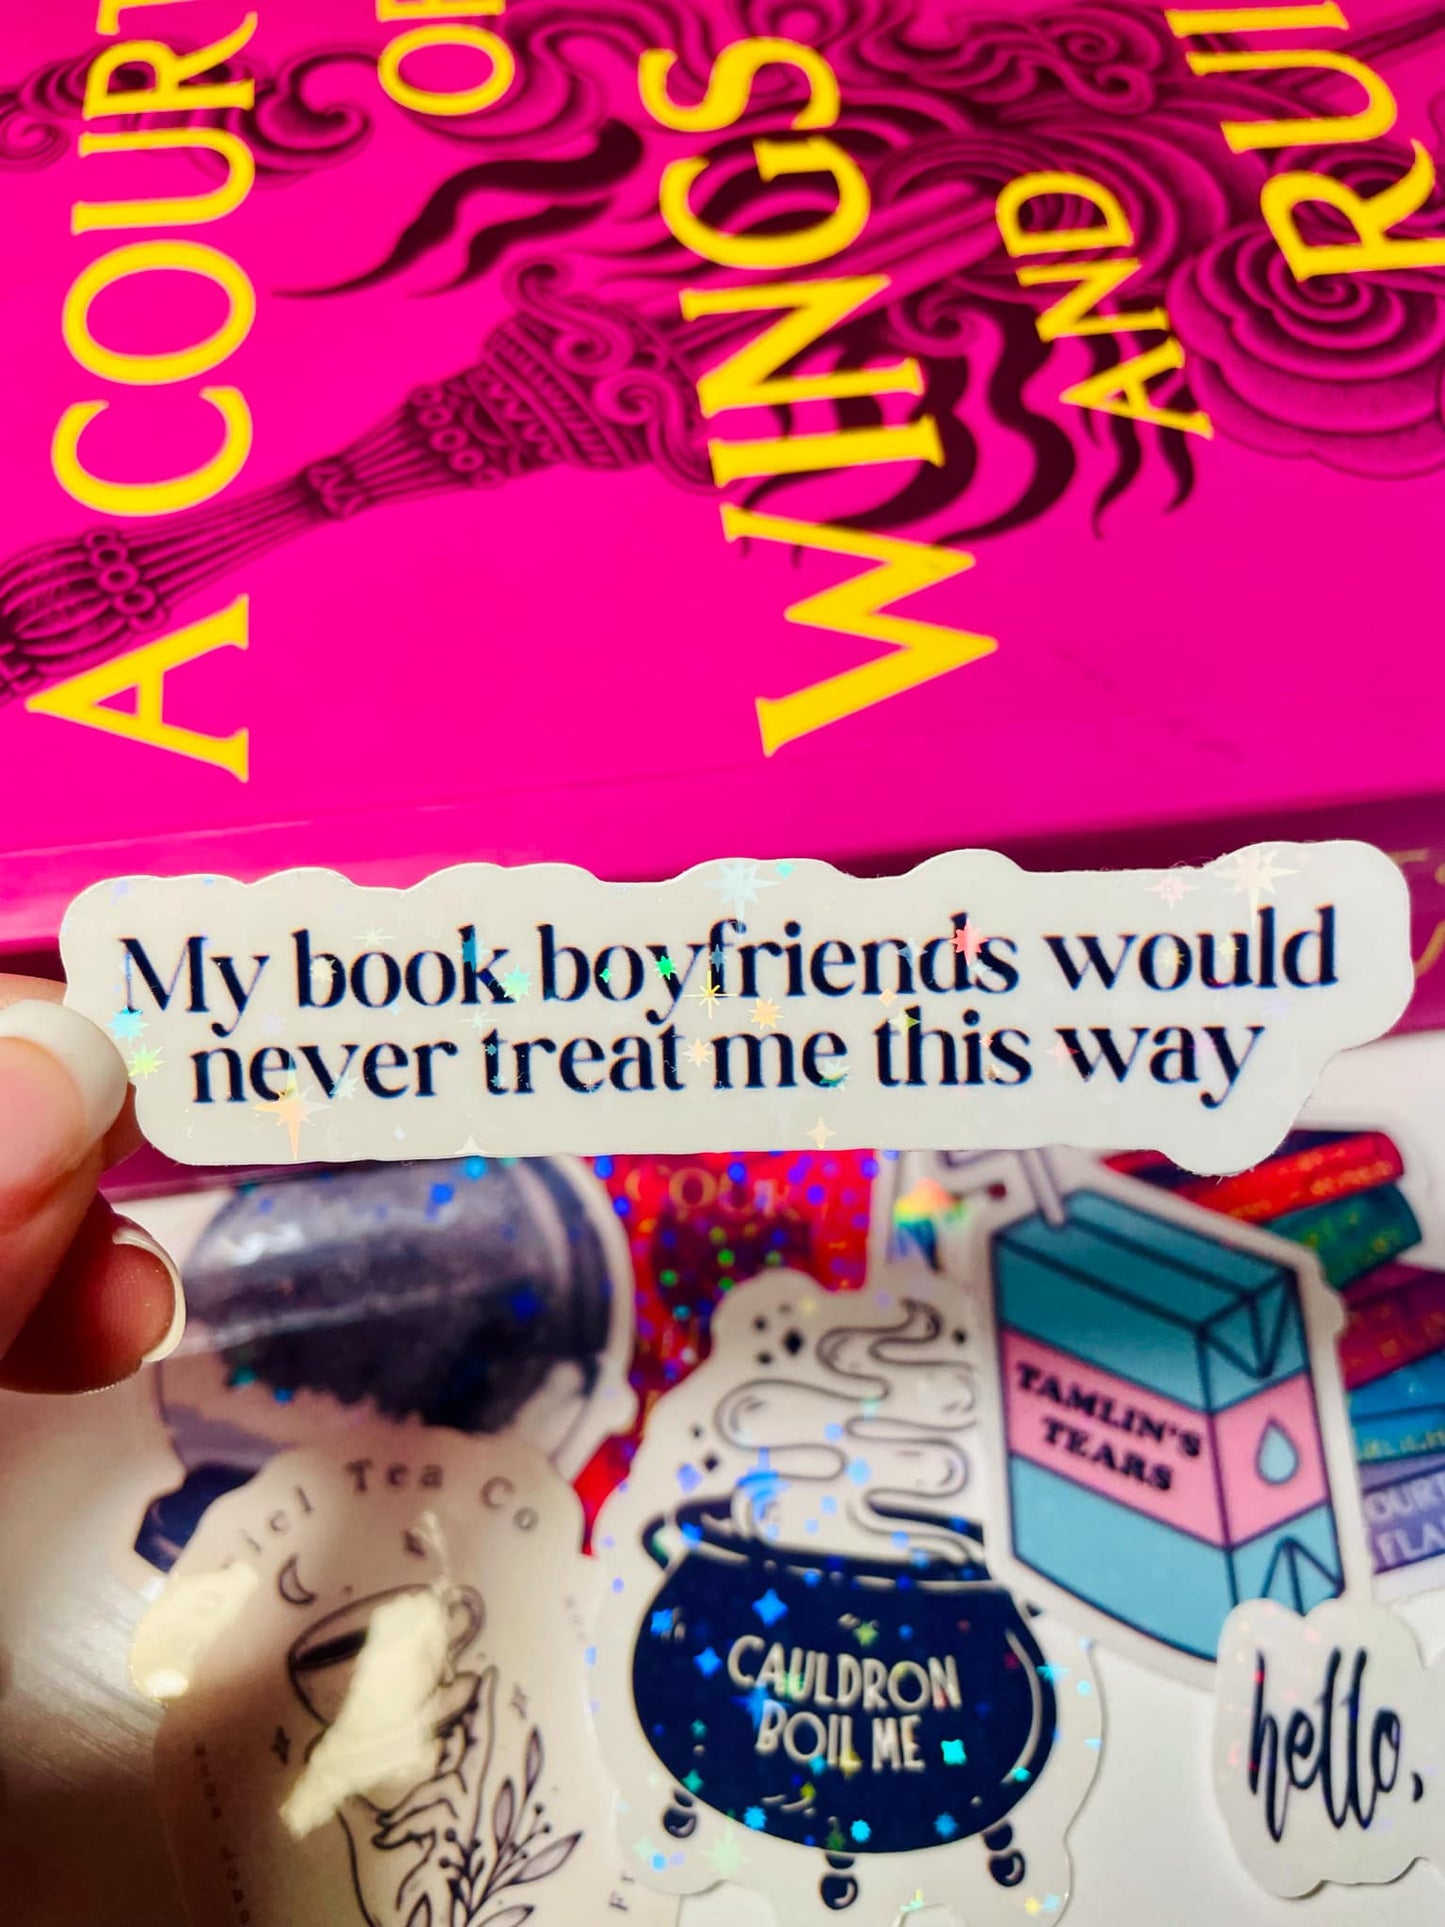 A COURT
OF
WINGS
AND
My book boyfriends would
never treat me this way
COUR
TAMLIN'S
TEARS
Tea Co
CAULDRON
BOIL ME
hello,